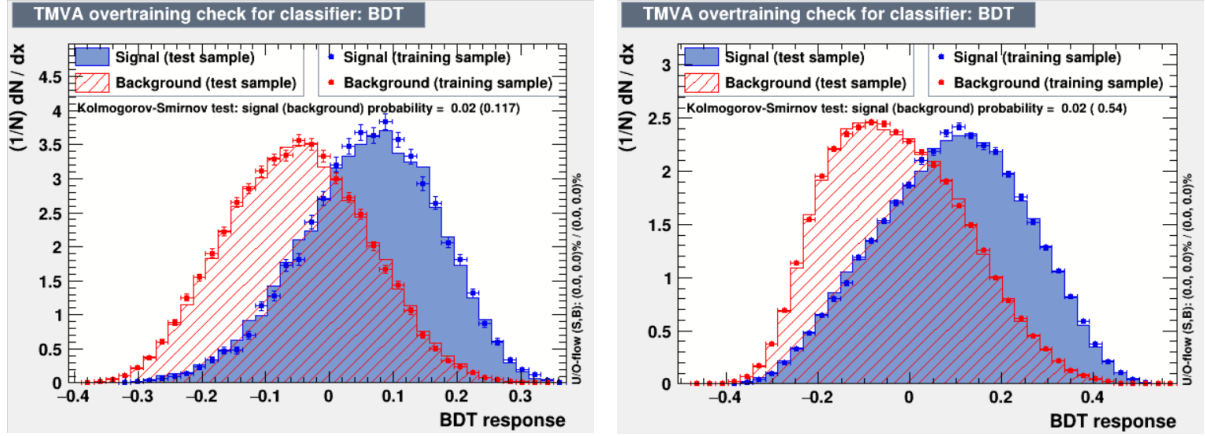 TMVA overtraining check for classifier: BDT
Signal (test sample)
Background (test sample)
Signal (training sample)
Background (training sample)
Kolmogorov-Smirnov test: signal (background) probability = 0.02 (0.117)
(1/N) dN / dx
4.5
4
3.5
3
2.5
2
1.5
1
0.5
0
−0.4
−0.3
−0.2
−0.1
0
0.1
0.2
0.3
BDT response
U/O-flow (S,B): (0.0, 0.0)% / (0.0, 0.0)%
TMVA overtraining check for classifier: BDT
Signal (test sample)
Background (test sample)
Signal (training sample)
Background (training sample)
Kolmogorov-Smirnov test: signal (background) probability = 0.02 ( 0.54)
(1/N) dN / dx
3
2.5
2
1.5
1
0.5
0
−0.4
−0.2
0
0.2
0.4
BDT response
U/O-flow (S,B): (0.0, 0.0)% / (0.0, 0.0)%